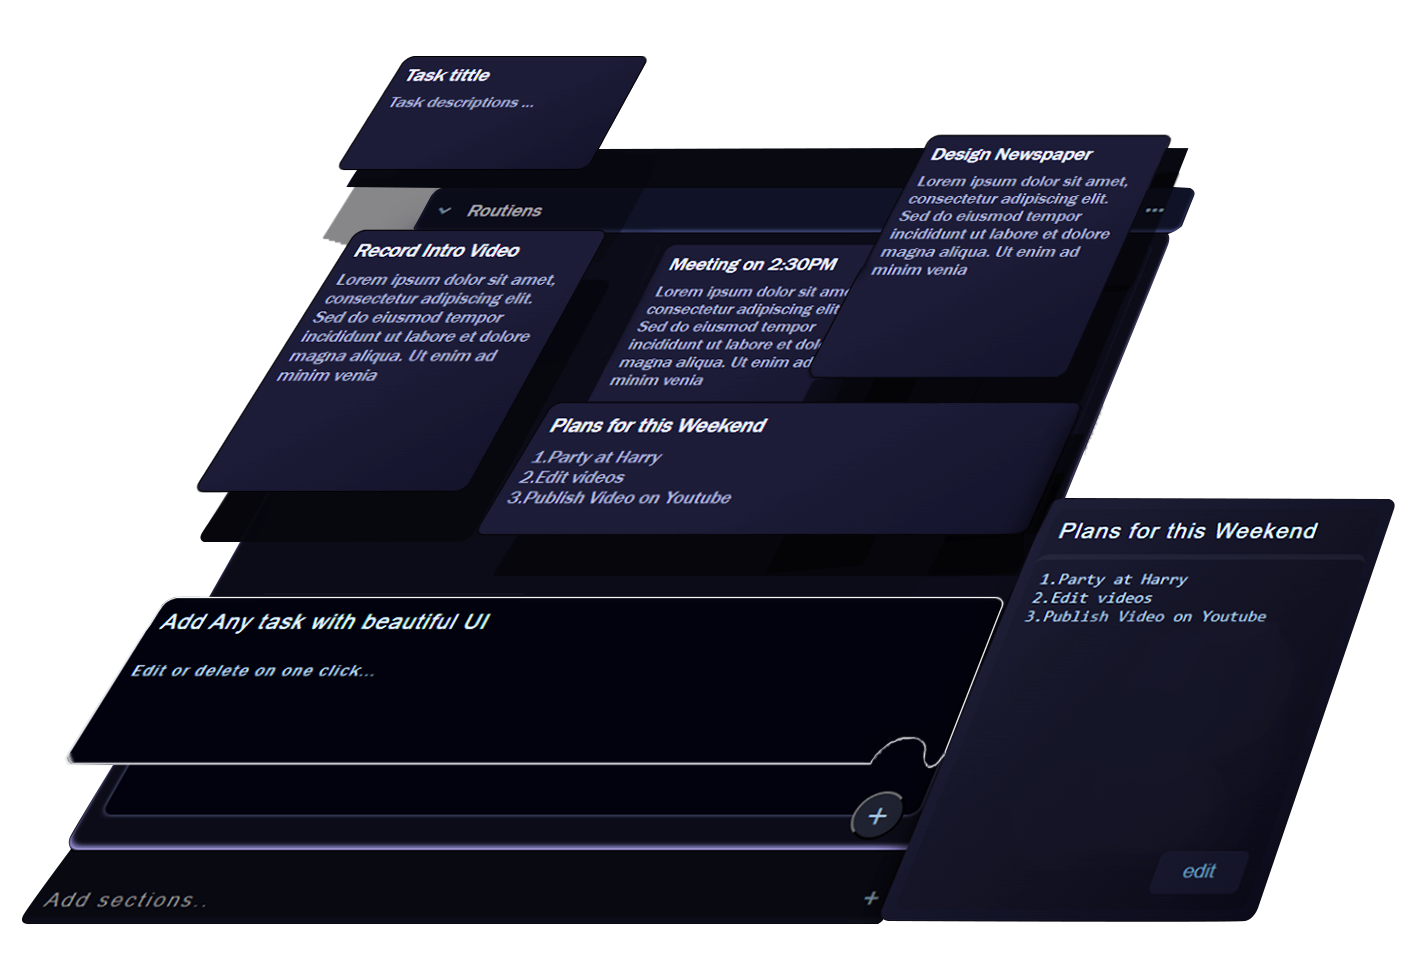 Task tittle
Task descriptions ...
Routiens
...
Record Intro Video
Lorem ipsum dolor sit amet,
consectetur adipiscing elit.
Sed do eiusmod tempor
incididunt ut labore et dolore
magna aliqua. Ut enim ad
minim venia
Meeting on 2:30PM
Lorem ipsum dolor sit
consectetur adipiscing elit
Sed do eiusmod tempor
incididunt ut labore et
magna aliqua. Ut enim ad
minim venia
Design Newspaper
Lorem ipsum dolor sit amet,
consectetur adipiscing elit.
Sed do eiusmod tempor
incididunt ut labore et dolore
magna aliqua. Ut enim ad
minim venia
Plans for this Weekend
1.Party at Harry
2.Edit videos
3.Publish Video on Youtube
Plans for this Weekend
1.Party at Harry
2.Edit videos
3.Publish Video on Youtube
edit
Add Any task with beautiful UI
Edit or delete on one click...
+
Add sections..
+